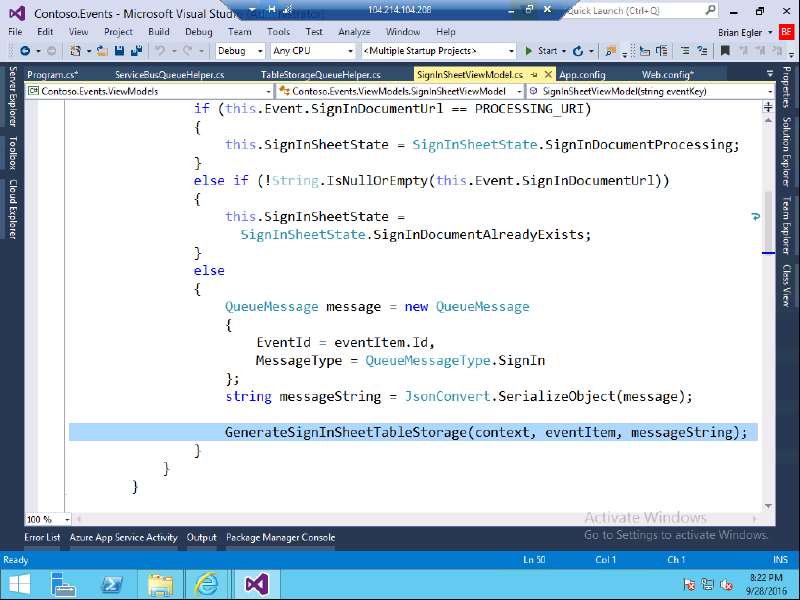 Contoso.Events - Microsoft Visual Stu
104.214.104.208
Quick Launch (Ctrl+Q)
File Edit View Project Build Debug Team Tools Test Analyze Window Help
Brian Egler BE
Debug Any CPU <Multiple Startup Projects> Start
Program.cs* ServiceBusQueueHelper.cs TableStorageQueueHelper.cs SignInSheetViewModel.cs App.config Web.config*
Contoso.Events.ViewModels Contoso.Events.ViewModels.SignInSheetViewModel SignInSheetViewModel(string eventKey)
Server Explorer
Toolbox
Cloud Explorer
if (this.Event.SignInDocumentUrl == PROCESSING_URI)
{
this.SignInSheetState = SignInSheetState.SignInDocumentProcessing;
}
else if (!String.IsNullOrEmpty(this.Event.SignInDocumentUrl))
{
this.SignInSheetState =
SignInSheetState.SignInDocumentAlreadyExists;
}
else
{
QueueMessage message = new QueueMessage
{
EventId = eventItem.Id,
MessageType = QueueMessageType.SignIn
};
string messageString = JsonConvert.SerializeObject(message);
GenerateSignInSheetTableStorage(context, eventItem, messageString);
}
}
}
Properties
Solution Explorer
Team Explorer
Class View
100 %
Activate Windows
Go to Settings to activate Windows.
Error List Azure App Service Activity Output Package Manager Console
Ready Ln 50 Col 1 Ch 1 INS
8:22 PM
9/28/2016